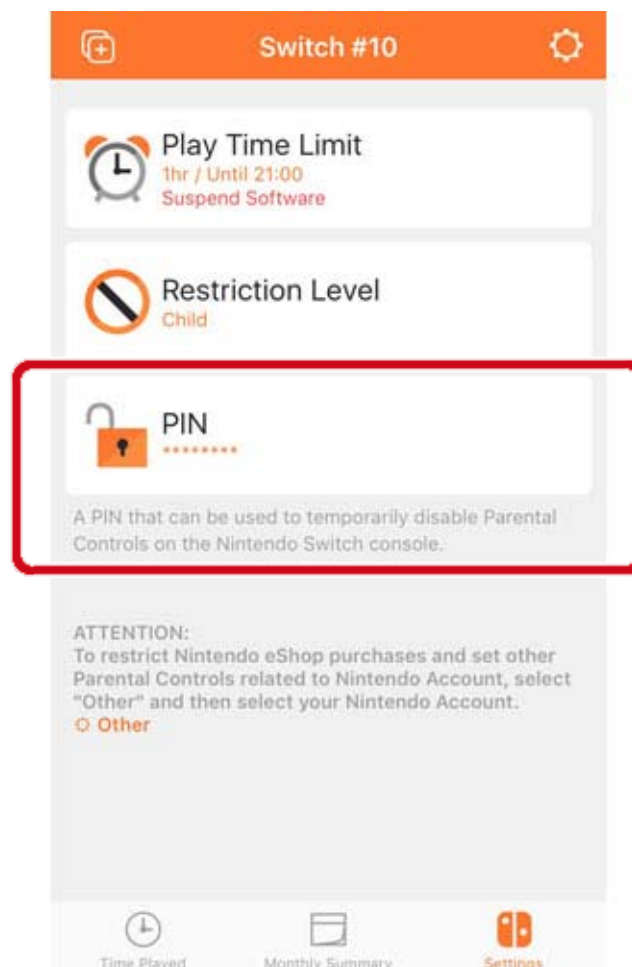 Switch #10
Play Time Limit
1hr / Until 21:00
Suspend Software
Restriction Level
Child
PIN
********
A PIN that can be used to temporarily disable Parental
Controls on the Nintendo Switch console.
ATTENTION:
To restrict Nintendo eShop purchases and set other
Parental Controls related to Nintendo Account, select
"Other" and then select your Nintendo Account.
Other
Time Played
Monthly Summary
Settings